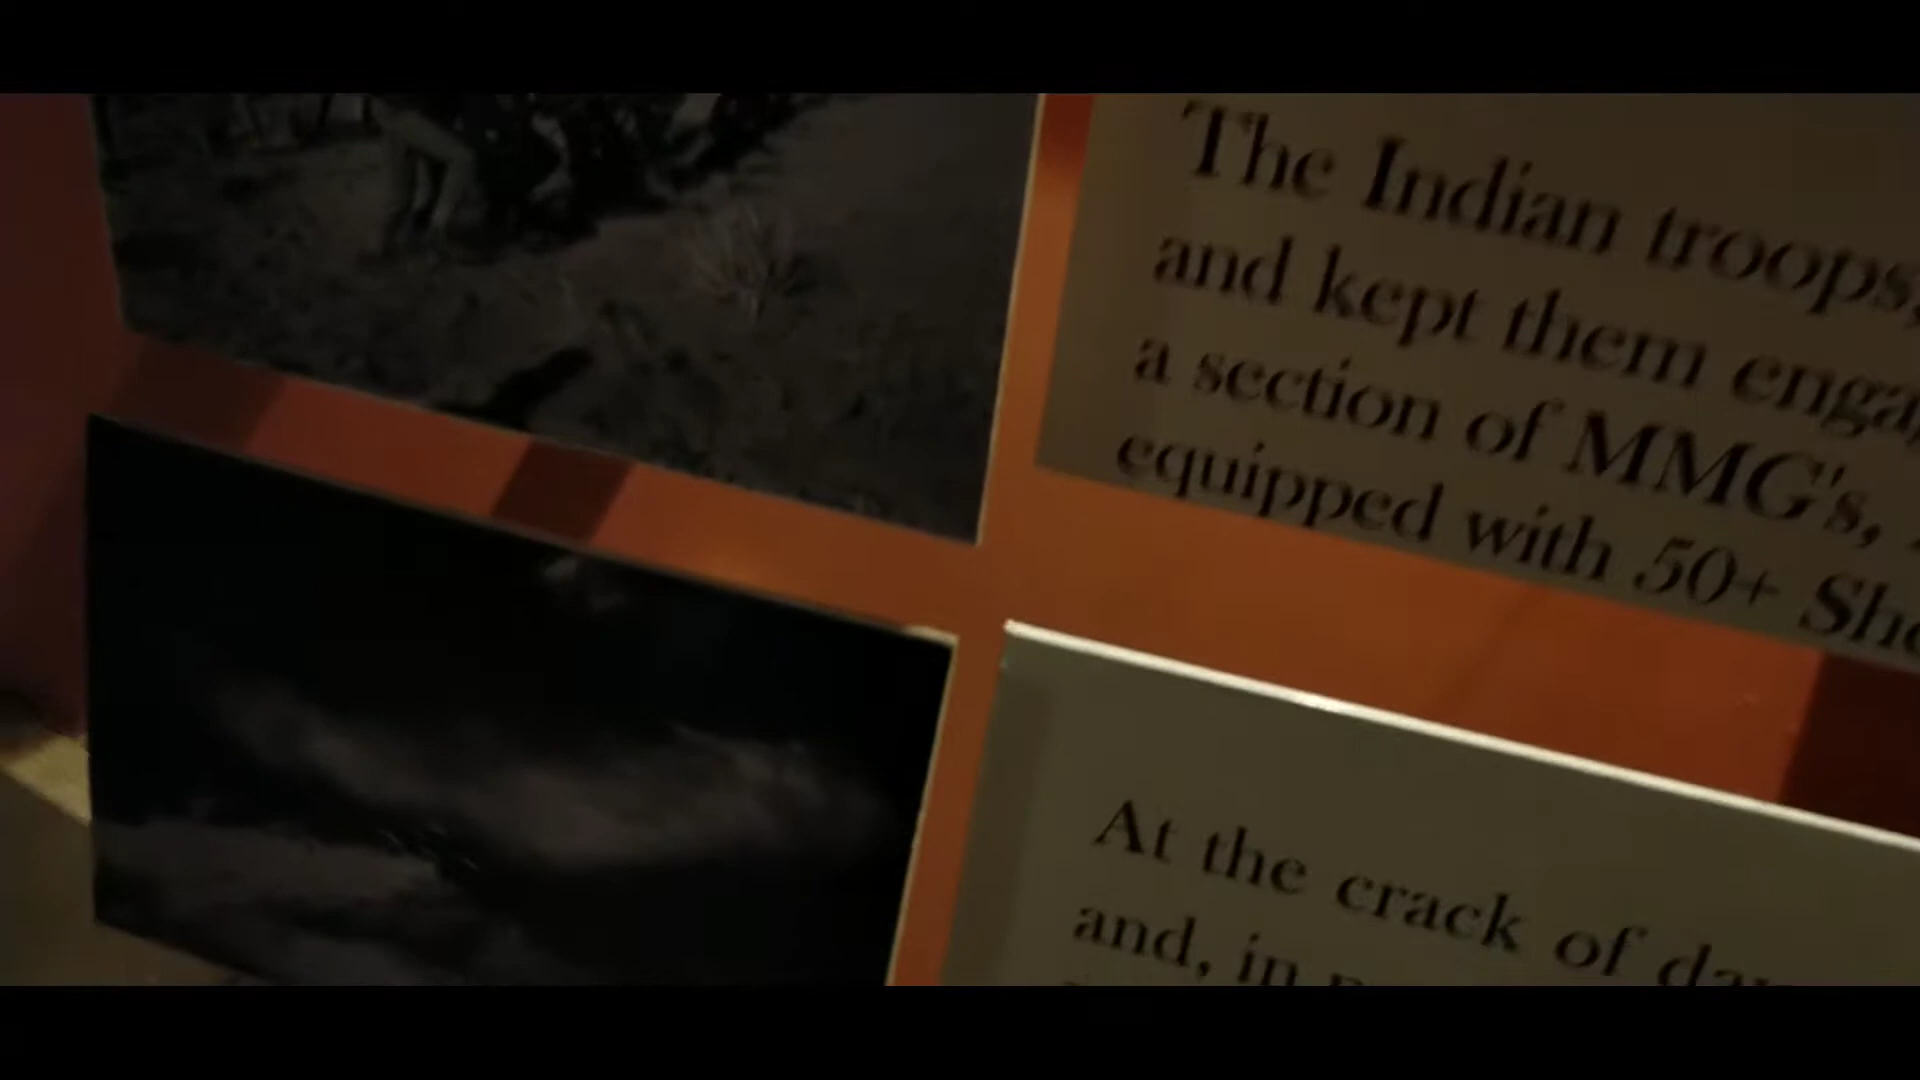 The Indian troops,
and kept them enga
a section of MMG's,
equipped with 50+ Sh
At the crack of da
and, in